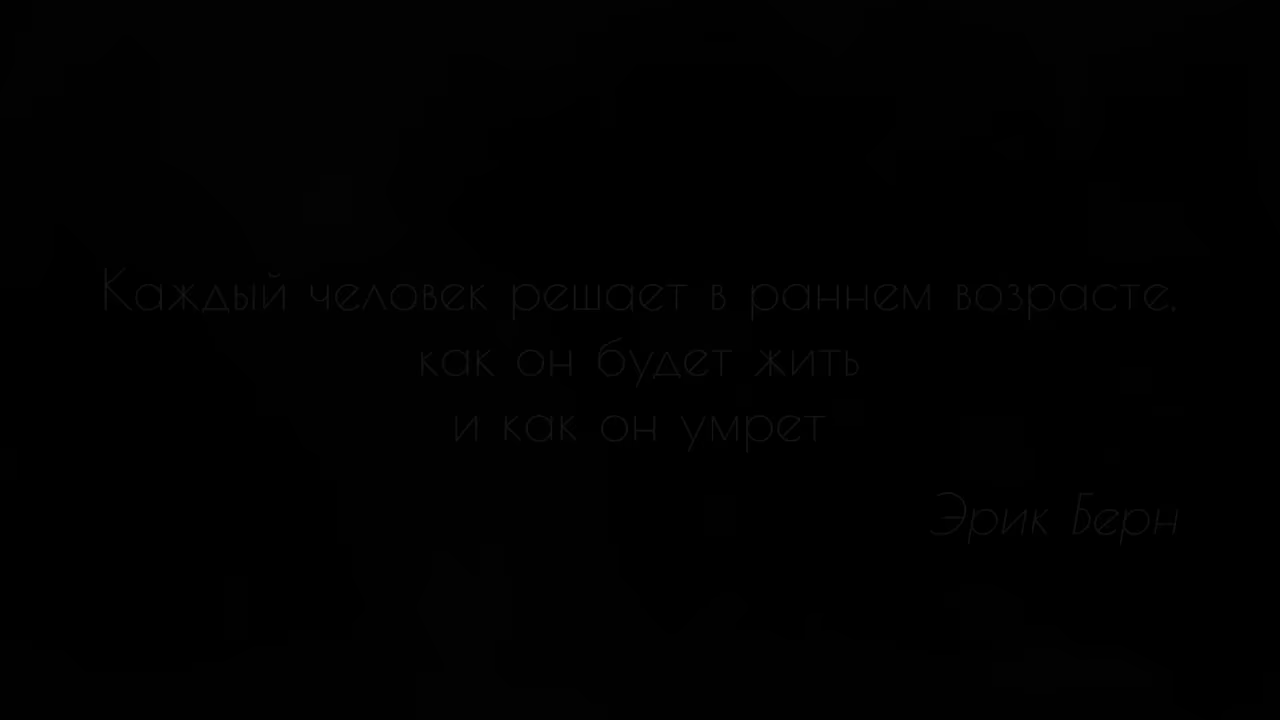 Каждый человек решает в раннем возрасте,
как он будет жить
и как он умрет
Эрик Берн